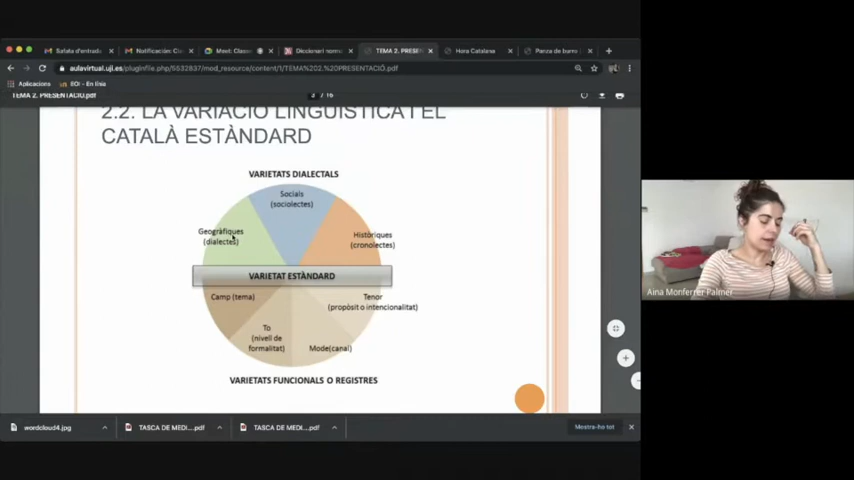 Safata d'entrada
Notificación: Cl
Meet: Classe
Diccionari norm
TEMA 2. PRESEN
Hora Catalana
Panza de burro
aulavirtual.uji.es/pluginfile.php/5532837/mod_resource/content/1/TEMA%202.%20PRESENTACIÓ.pdf
Aplicacions
EOI - En línia
TEMA 2. PRESENTACIÓ.pdf
3 / 16
2.2. LA VARIACIÓ LINGÜÍSTICA I EL
CATALÀ ESTÀNDARD
VARIETATS DIALECTALS
Socials
(sociolectes)
Geogràfiques
(dialectes)
Històriques
(cronolectes)
VARIETAT ESTÀNDARD
Camp (tema)
Tenor
(propòsit o intencionalitat)
To
(nivell de
formalitat)
Mode(canal)
VARIETATS FUNCIONALS O REGISTRES
Aina Monferrer Palmer
wordcloud4.jpg
TASCA DE MEDI....pdf
TASCA DE MEDI....pdf
Mostra-ho tot